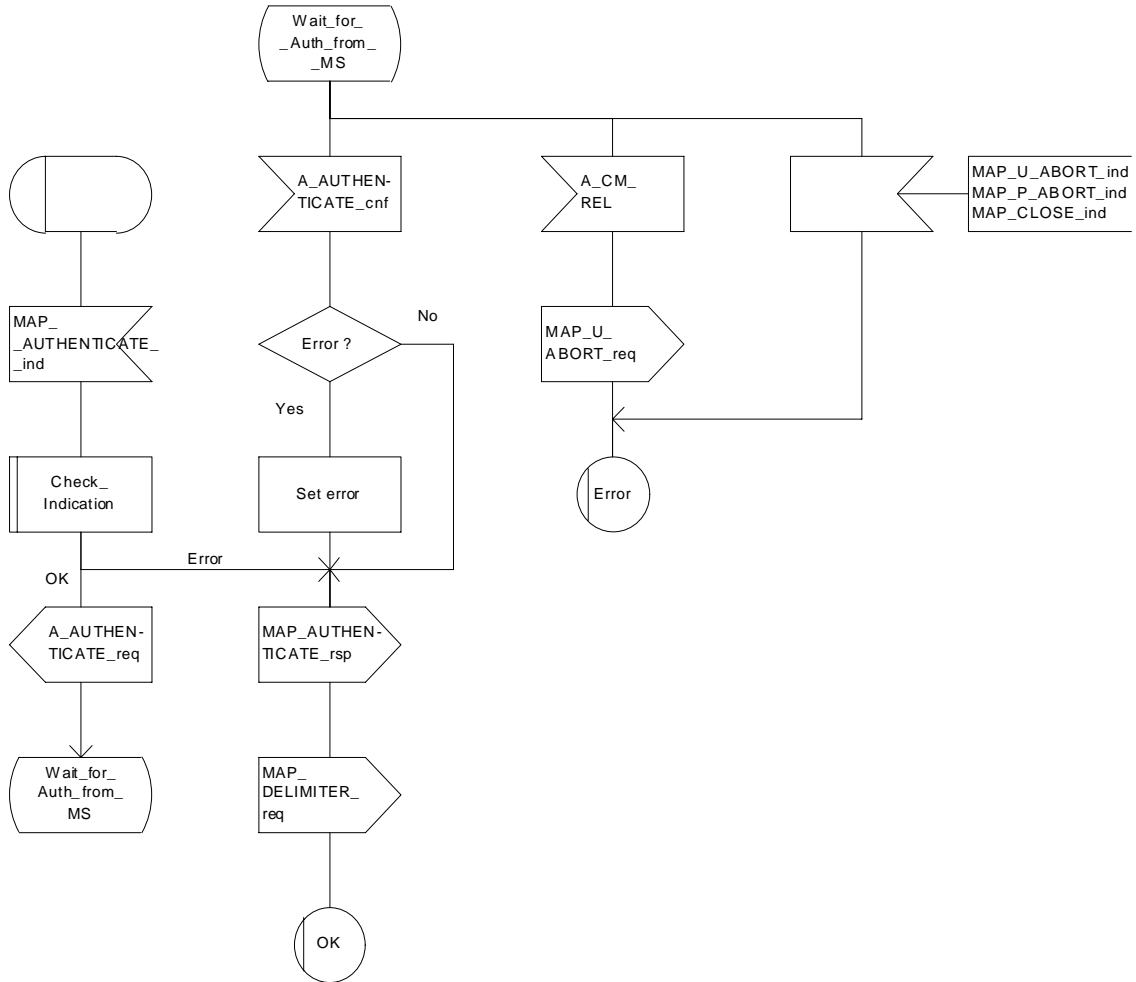 Wait_for_
_Auth_from_
_MS
A_AUTHEN-
TICATE_cnf
A_CM_
REL
MAP_U_ABORT_ind
MAP_P_ABORT_ind
MAP_CLOSE_ind
MAP_
_AUTHENTICATE_
_ind
Error ?
No
Yes
MAP_U_
ABORT_req
Check_
Indication
Set error
Error
Error
OK
A_AUTHEN-
TICATE_req
MAP_AUTHEN-
TICATE_rsp
Wait_for_
Auth_from_
MS
MAP_
DELIMITER_
req
OK